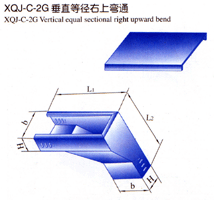 XQJ-C-2G 垂直等径右上弯通
XQJ-C-2G Vertical equal sectional right upward bend
L₁
L₂
b
H
H
b